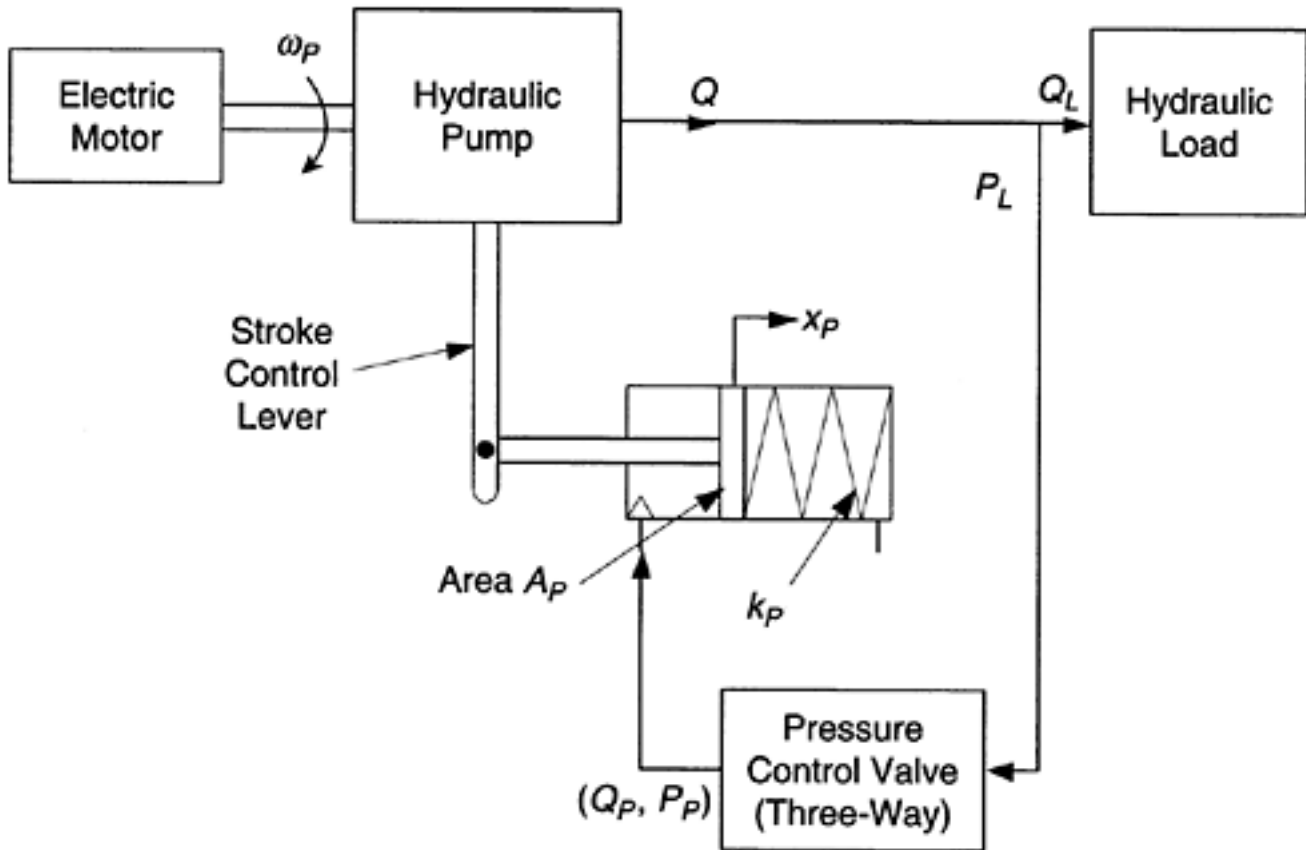 ωP
Electric
Motor
Hydraulic
Pump
Q
QL
Hydraulic
Load
PL
Stroke
Control
Lever
xP
Area AP
kP
Pressure
Control Valve
(Three-Way)
(QP, PP)